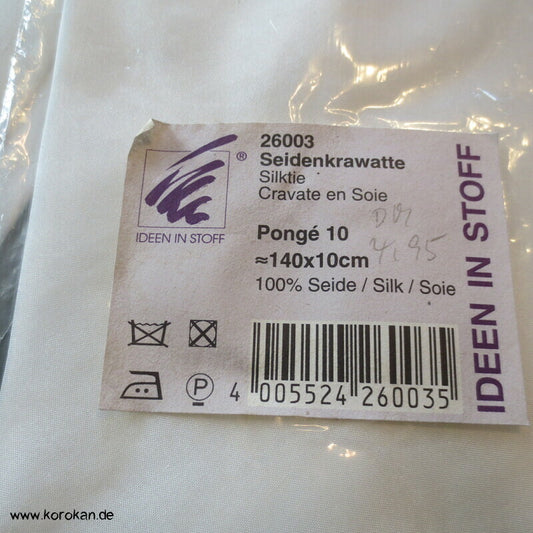 26003
Seidenkrawatte
Silktie
Cravate en Soie
®
IDEEN IN STOFF
Pongé 10
≈140x10cm
100% Seide / Silk / Soie
IDEEN IN STOFF
P
4 005524 260035
www.korokan.de